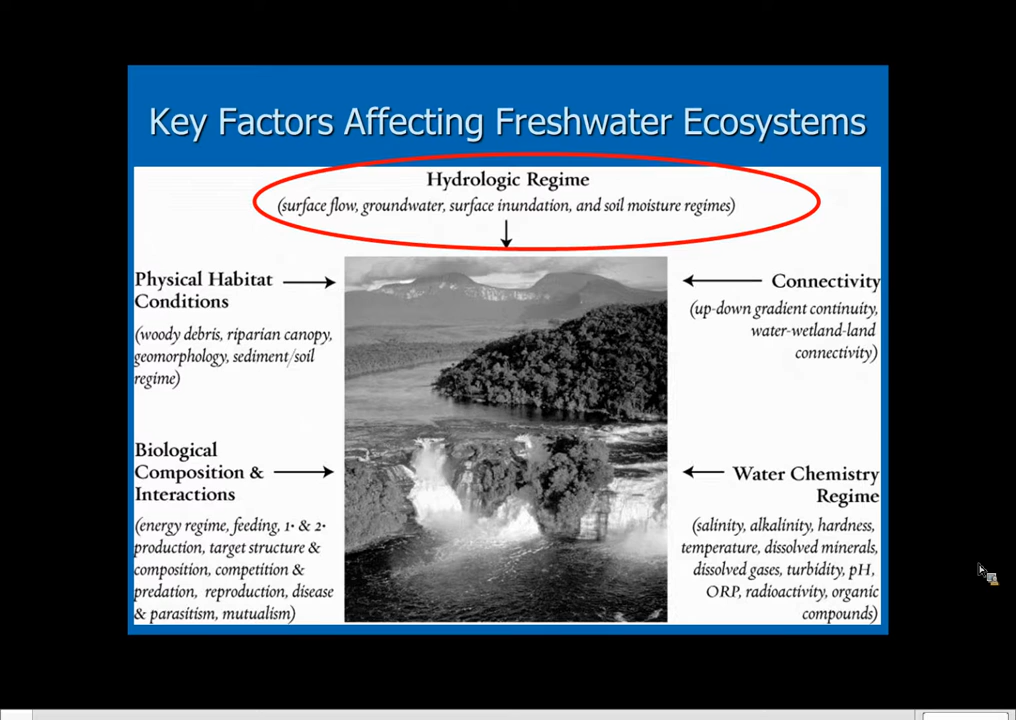 Key Factors Affecting Freshwater Ecosystems
Hydrologic Regime
(surface flow, groundwater, surface inundation, and soil moisture regimes)
Physical Habitat
Conditions
(woody debris, riparian canopy,
geomorphology, sediment/soil
regime)
Connectivity
(up-down gradient continuity,
water-wetland-land
connectivity)
Biological
Composition &
Interactions
(energy regime, feeding, 1° & 2°
production, target structure &
composition, competition &
predation, reproduction, disease
& parasitism, mutualism)
Water Chemistry
Regime
(salinity, alkalinity, hardness,
temperature, dissolved minerals,
dissolved gases, turbidity, pH,
ORP, radioactivity, organic
compounds)